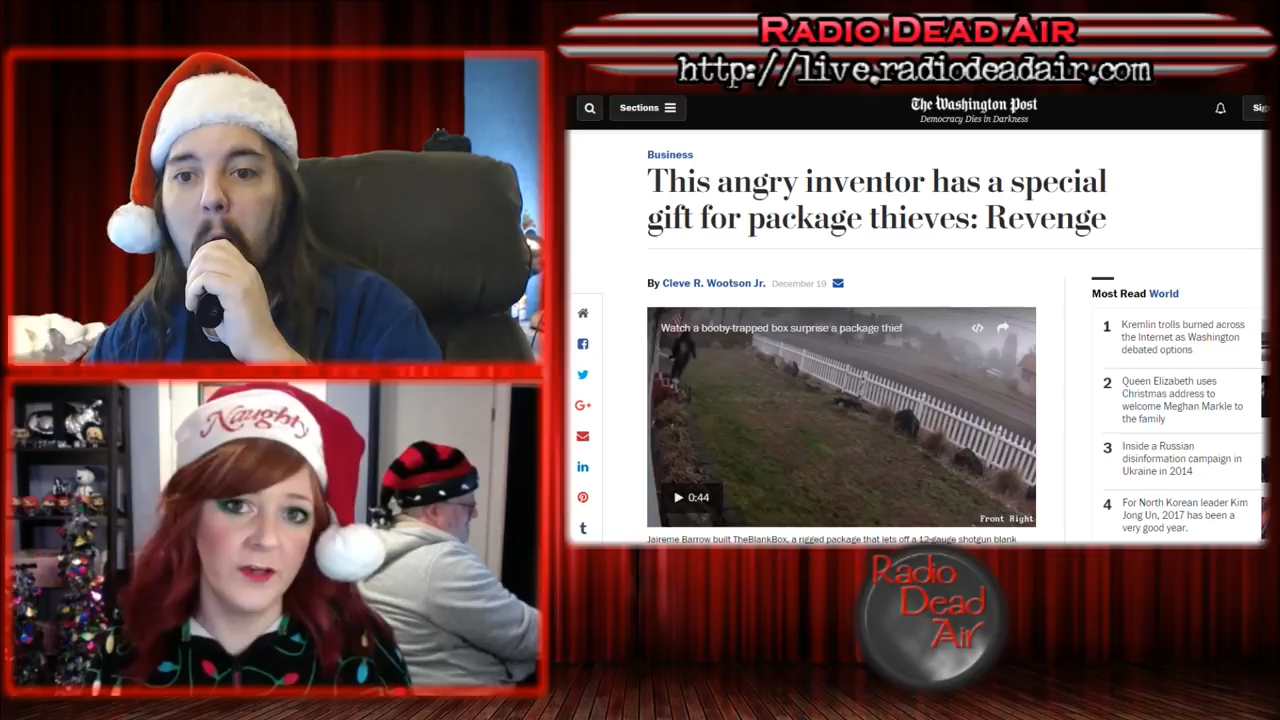 Radio Dead Air
http://live.radiodeadair.com
Sections
The Washington Post
Democracy Dies in Darkness
Business
This angry inventor has a special
gift for package thieves: Revenge
By Cleve R. Wootson Jr. December 19
Most Read World
Watch a booby-trapped box surprise a package thief
1 Kremlin trolls burned across
the Internet as Washington
debated options
2 Queen Elizabeth uses
Christmas address to
welcome Meghan Markle to
the family
3 Inside a Russian
disinformation campaign in
Ukraine in 2014
4 For North Korean leader Kim
Jong Un, 2017 has been a
very good year.
0:44
Front Right
Jaireme Barrow built TheBlankBox, a rigged package that lets off a 12-gauge shotgun blank
Naughty
Radio
Dead
Air